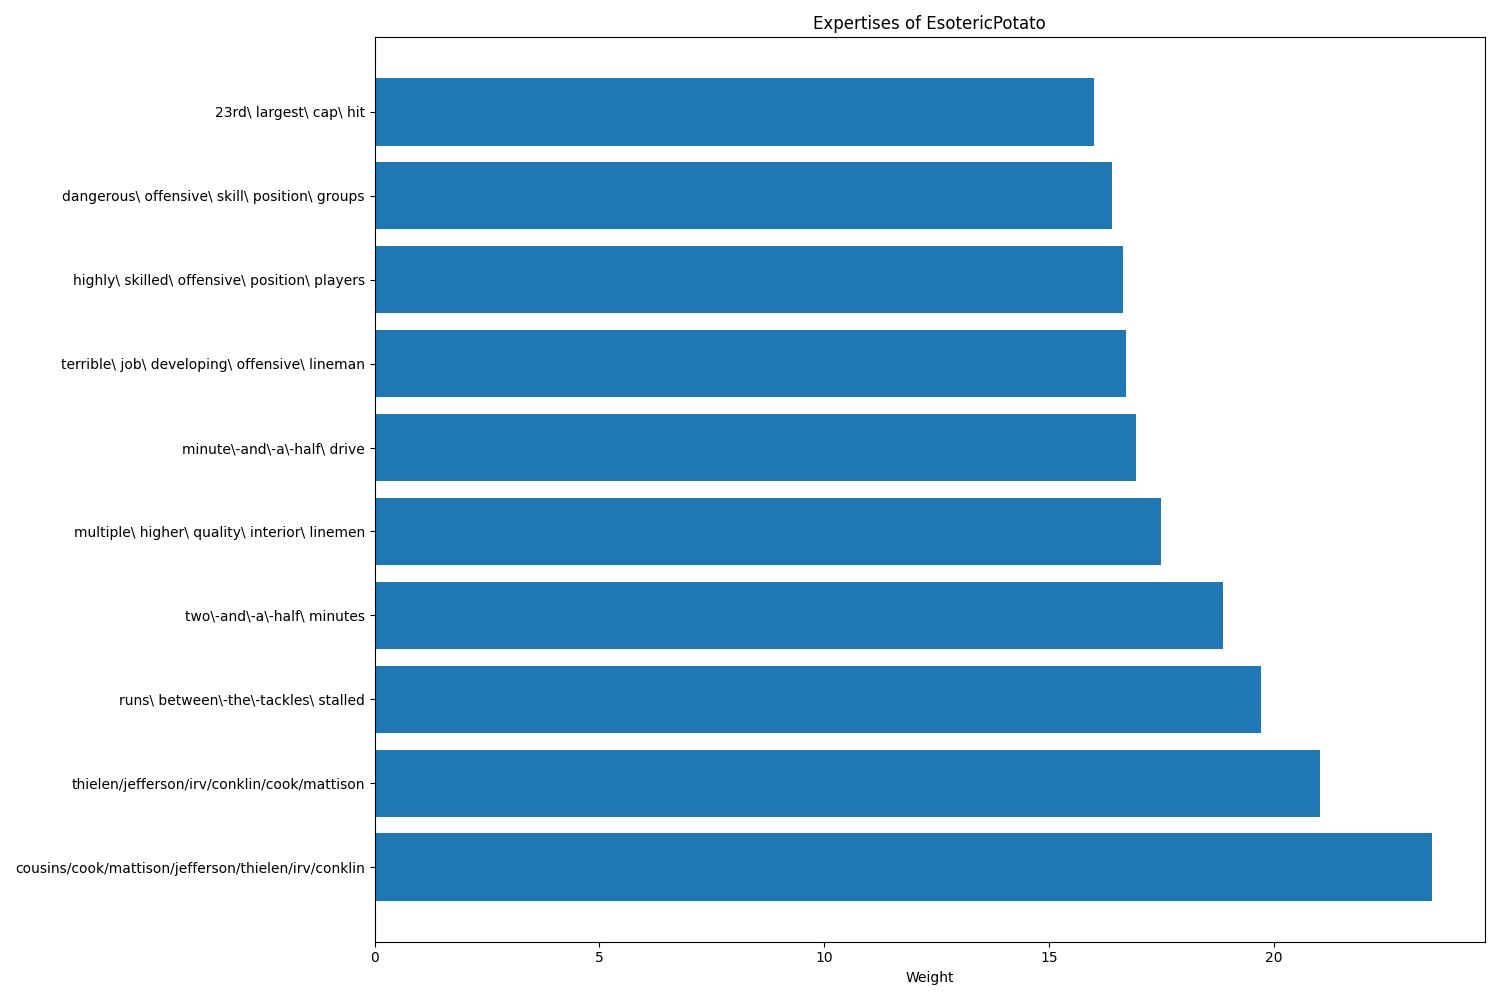 Expertises of EsotericPotato
23rd\ largest\ cap\ hit
dangerous\ offensive\ skill\ position\ groups
highly\ skilled\ offensive\ position\ players
terrible\ job\ developing\ offensive\ lineman
minute\-and\-a\-half\ drive
multiple\ higher\ quality\ interior\ linemen
two\-and\-a\-half\ minutes
runs\ between\-the\-tackles\ stalled
thielen/jefferson/irv/conklin/cook/mattison
cousins/cook/mattison/jefferson/thielen/irv/conklin
0 5 10 15 20
Weight